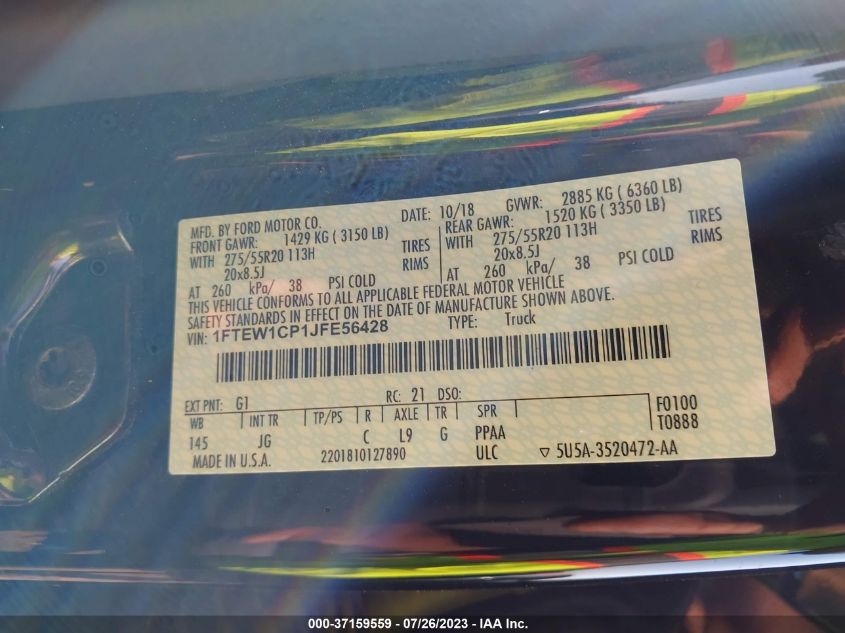 MFD. BY FORD MOTOR CO. DATE: 10/18 GVWR: 2885 KG ( 6360 LB)
FRONT GAWR: 1429 KG ( 3150 LB) REAR GAWR: 1520 KG ( 3350 LB)
WITH 275/55R20 113H TIRES WITH 275/55R20 113H TIRES
20x8.5J RIMS 20x8.5J RIMS
AT 260 kPa/ 38 PSI COLD AT 260 kPa/ 38 PSI COLD
THIS VEHICLE CONFORMS TO ALL APPLICABLE FEDERAL MOTOR VEHICLE
SAFETY STANDARDS IN EFFECT ON THE DATE OF MANUFACTURE SHOWN ABOVE.
VIN: 1FTEW1CP1JFE56428 TYPE: Truck
EXT PNT: G1 RC: 21 DSO:
WB INT TR TP/PS R AXLE TR SPR F0100
145 JG C L9 G PPAA T0888
MADE IN U.S.A. 2201810127890 ULC ▽ 5U5A-3520472-AA
000-37159559 - 07/26/2023 - IAA Inc.